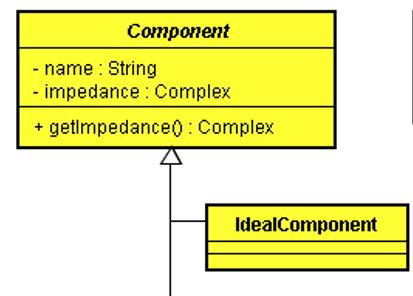 Component
- name : String
- impedance : Complex
+ getImpedance() : Complex
IdealComponent